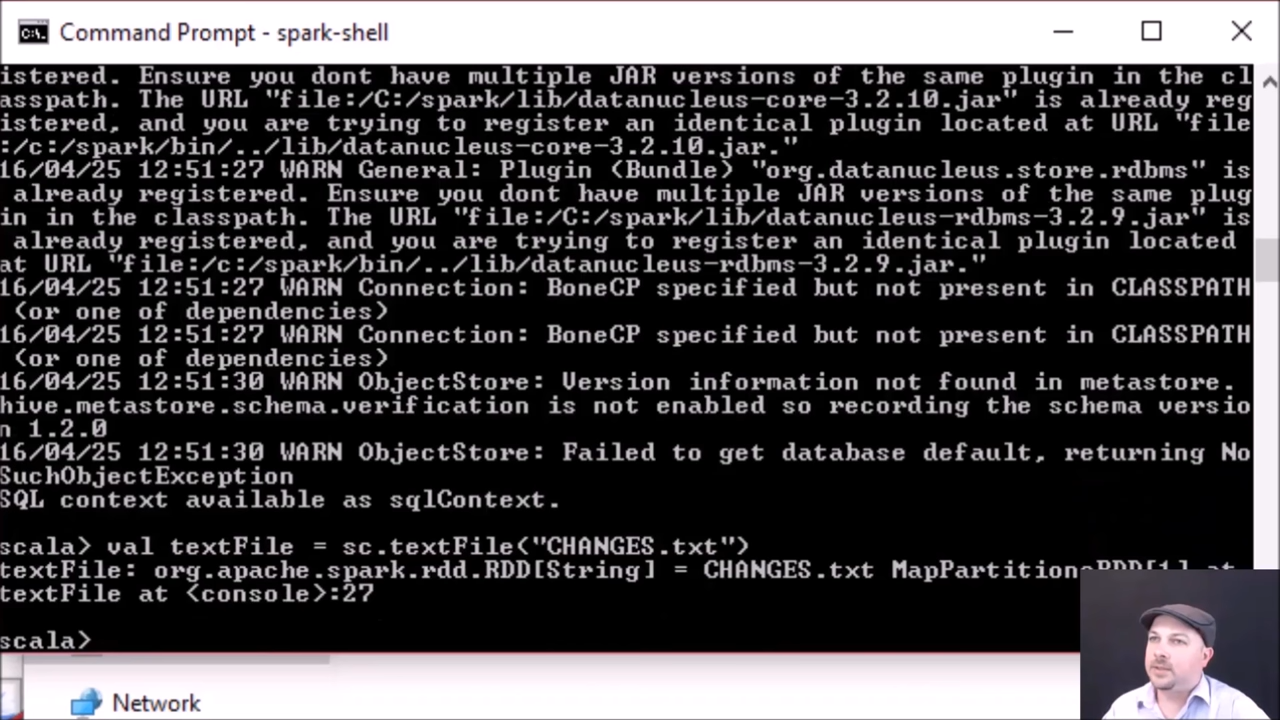 Command Prompt - spark-shell
istered. Ensure you dont have multiple JAR versions of the same plugin in the cl
asspath. The URL "file:/C:/spark/lib/datanucleus-core-3.2.10.jar" is already reg
istered, and you are trying to register an identical plugin located at URL "file
:/c:/spark/bin/../lib/datanucleus-core-3.2.10.jar."
16/04/25 12:51:27 WARN General: Plugin (Bundle) "org.datanucleus.store.rdbms" is
already registered. Ensure you dont have multiple JAR versions of the same plug
in in the classpath. The URL "file:/C:/spark/lib/datanucleus-rdbms-3.2.9.jar" is
already registered, and you are trying to register an identical plugin located
at URL "file:/c:/spark/bin/../lib/datanucleus-rdbms-3.2.9.jar."
16/04/25 12:51:27 WARN Connection: BoneCP specified but not present in CLASSPATH
(or one of dependencies)
16/04/25 12:51:27 WARN Connection: BoneCP specified but not present in CLASSPATH
(or one of dependencies)
16/04/25 12:51:30 WARN ObjectStore: Version information not found in metastore.
hive.metastore.schema.verification is not enabled so recording the schema versio
n 1.2.0
16/04/25 12:51:30 WARN ObjectStore: Failed to get database default, returning No
SuchObjectException
SQL context available as sqlContext.
scala> val textFile = sc.textFile("CHANGES.txt")
textFile: org.apache.spark.rdd.RDD[String] = CHANGES.txt MapPartitionsRDD[1] at
textFile at <console>:27
scala>
Network